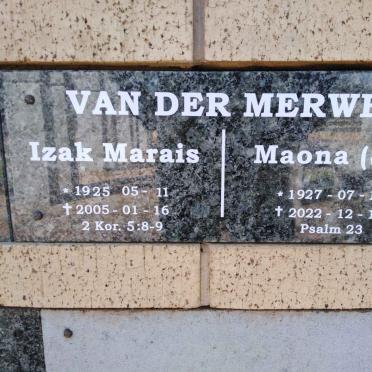 VAN DER MERWE
Izak Marais
* 1925 05 - 11
† 2005 - 01 - 16
2 Kor. 5:8-9
Maona (
* 1927 - 07 -
† 2022 - 12 -
Psalm 23